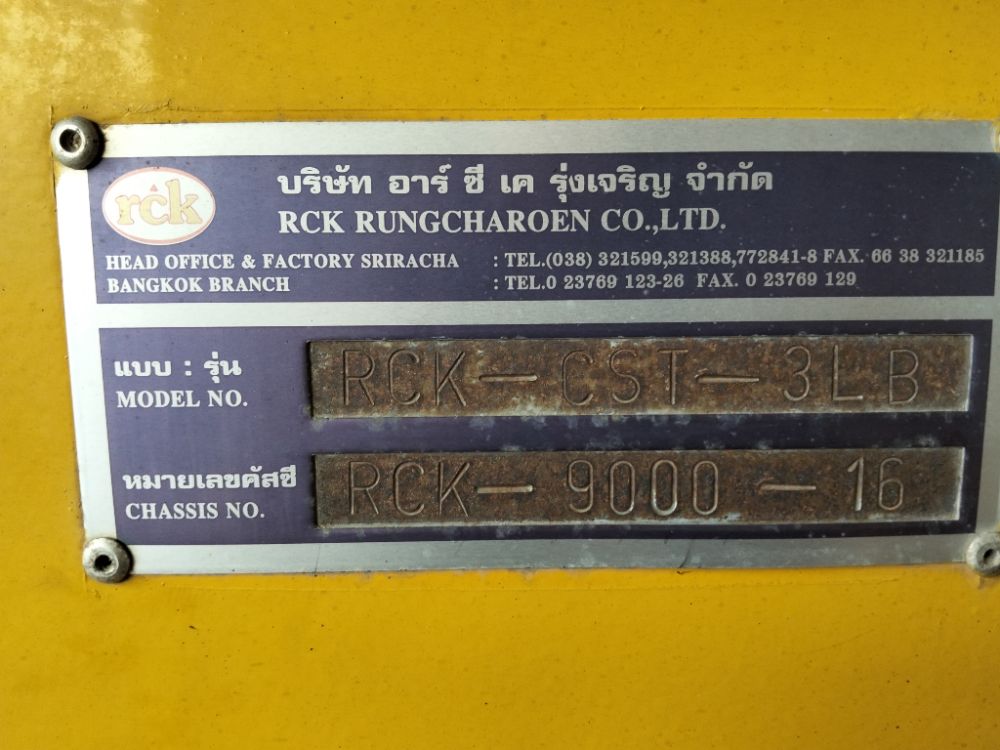 rck
บริษัท อาร์ ซี เค รุ่งเจริญ จำกัด
RCK RUNGCHAROEN CO.,LTD.
HEAD OFFICE & FACTORY SRIRACHA : TEL.(038) 321599,321388,772841-8 FAX. 66 38 321185
BANGKOK BRANCH : TEL.0 23769 123-26 FAX. 0 23769 129
แบบ : รุ่น
MODEL NO.
RCK-CST-3LB
หมายเลขคัสซี
CHASSIS NO.
RCK-9000-16